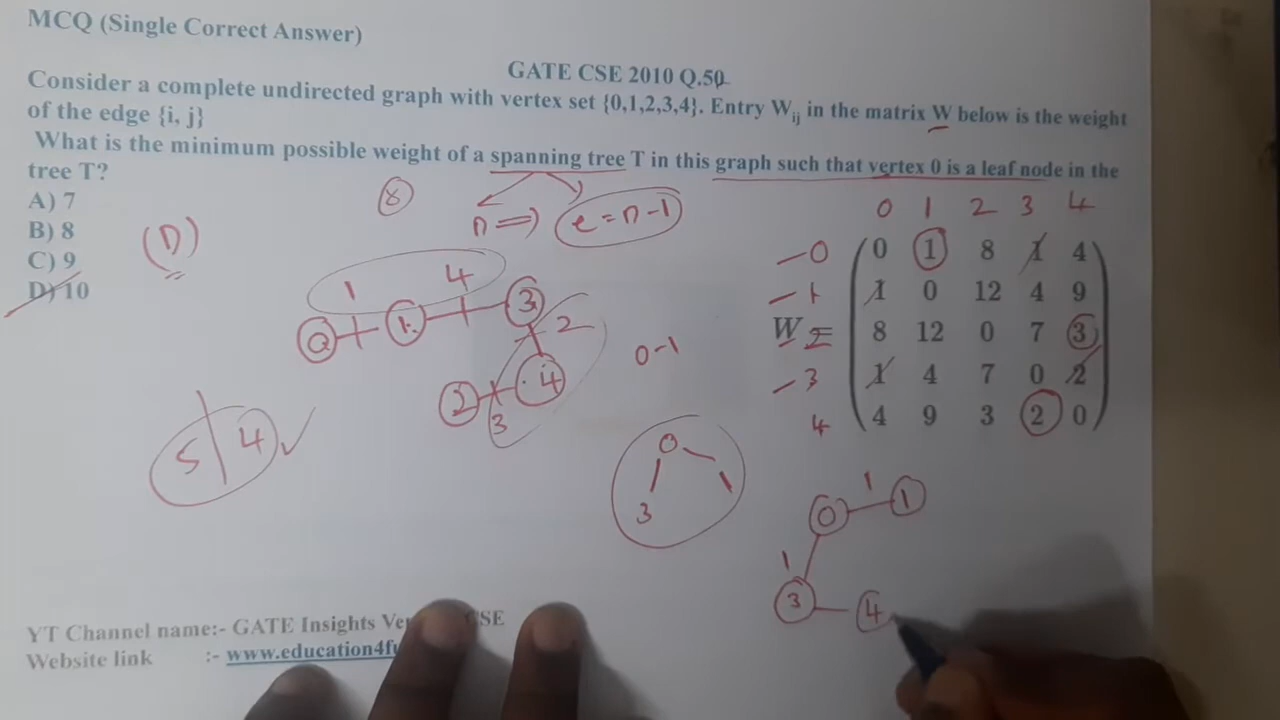 MCQ (Single Correct Answer)
GATE CSE 2010 Q.50
Consider a complete undirected graph with vertex set {0,1,2,3,4}. Entry Wij in the matrix W below is the weight
of the edge {i, j}
What is the minimum possible weight of a spanning tree T in this graph such that vertex 0 is a leaf node in the
tree T?
A) 7
B) 8
C) 9
D) 10
(D)
8
n ⟹ e = n-1
0 1 2 3 4
-0 0 1 8 1 4
-1 1 0 12 4 9
W = 2 8 12 0 7 3
-3 1 4 7 0 2
4 4 9 3 2 0
1 4
0 1 3
2
2 4
3
0-1
5 4 ✓
0
3 1
1
0 1
1
3 4
YT Channel name:- GATE Insights Ve CSE
Website link :- www.education4f